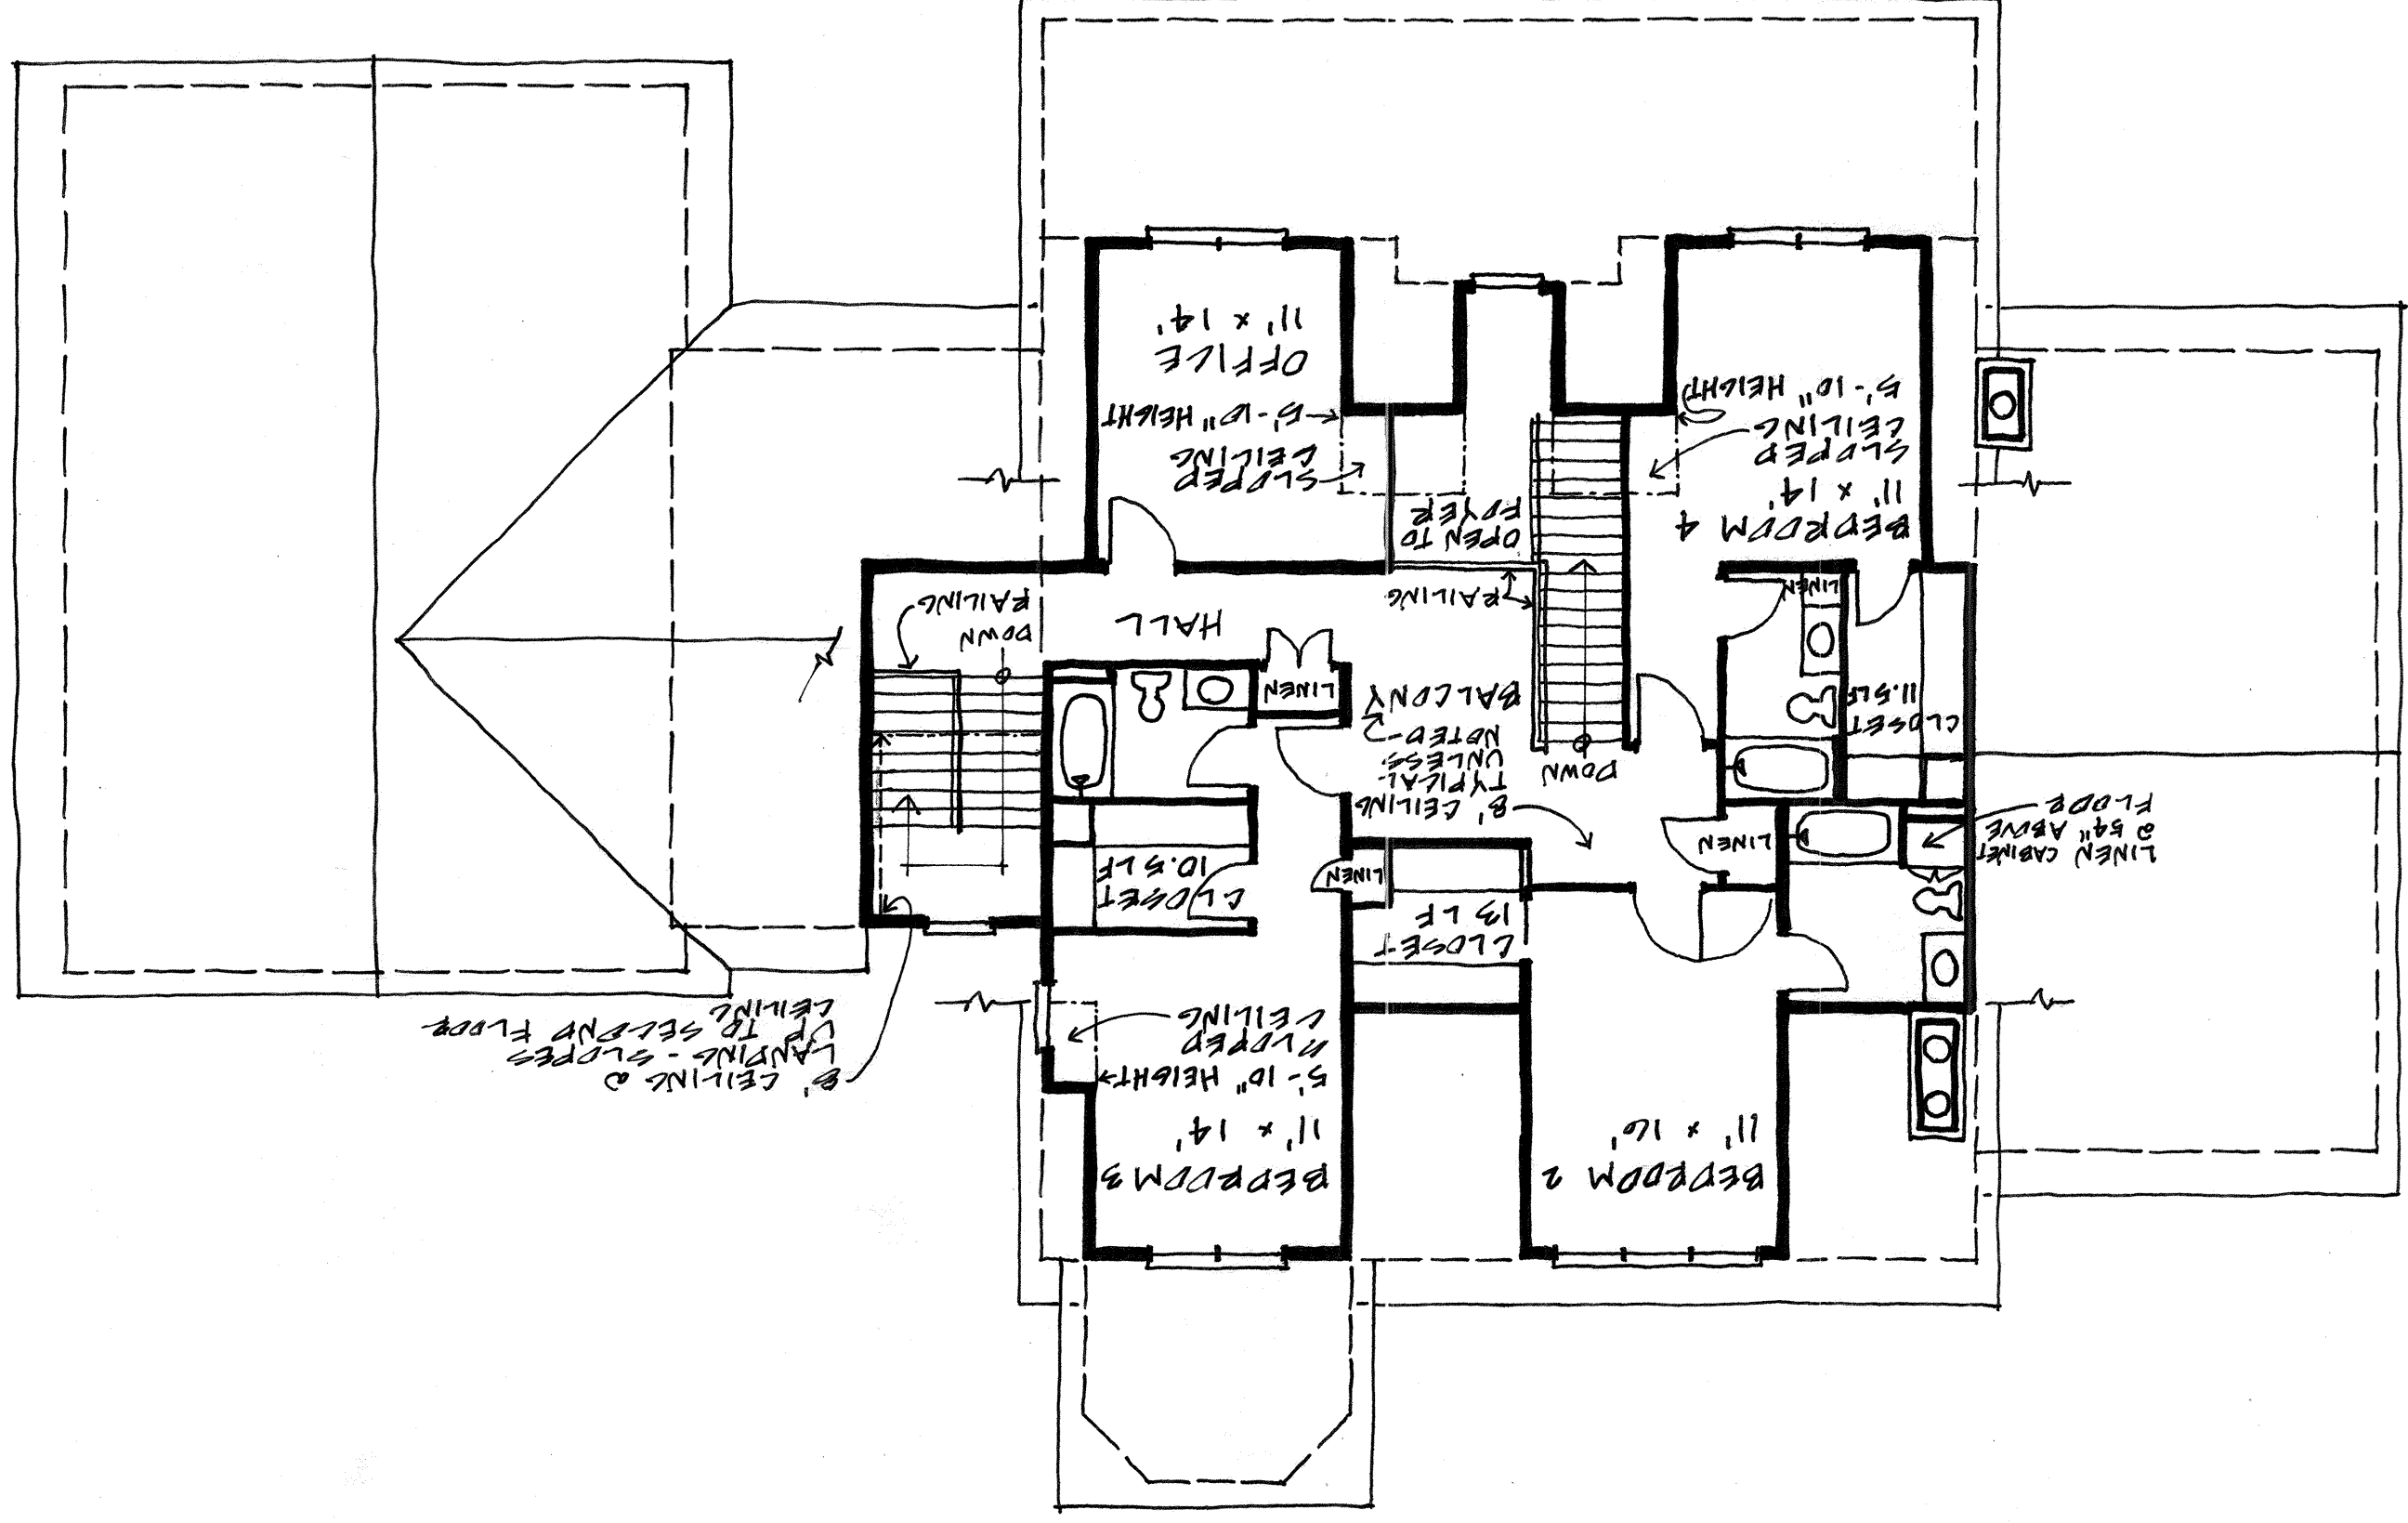 BEDROOM 2
11' x 16'
BEDROOM 3
11' x 14'
5'-10" HEIGHT
SLOPED
CEILING
8' CEILING @
LANDING - SLOPES
UP TO SECOND FLOOR
CEILING
CLOSET
13 LF
LINEN
CLOSET
10.5 LF
LINEN CABINET
@ 54" ABOVE
FLOOR
LINEN
8' CEILING
TYPICAL
UNLESS
NOTED
DOWN
CLOSET
11.5 LF
BALCONY
LINEN
LINEN
HALL
DOWN
RAILING
RAILING
BEDROOM 4
11' x 14'
SLOPED
CEILING
5'-10" HEIGHT
OPEN TO
FOYER
SLOPED
CEILING
5'-10" HEIGHT
OFFICE
11' x 14'